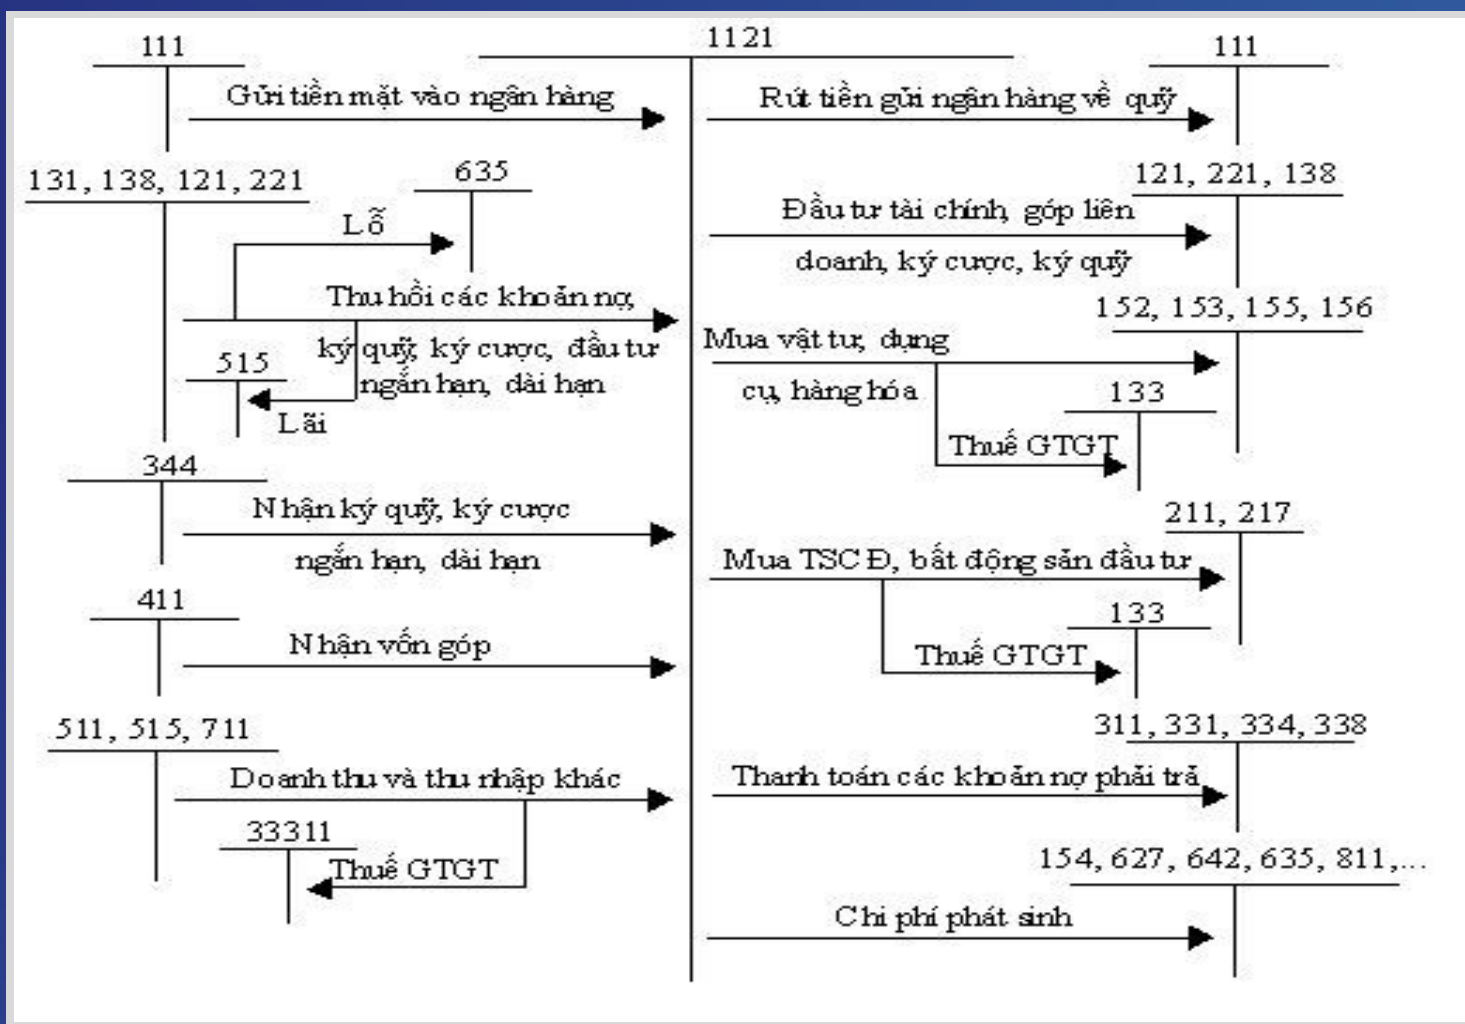 1121
111
Gửi tiền mặt vào ngân hàng
131, 138, 121, 221
635
Lỗ
Thu hồi các khoản nợ,
ký quỹ, ký cược, đầu tư
ngắn hạn, dài hạn
515
Lãi
344
Nhận ký quỹ, ký cược
ngắn hạn, dài hạn
411
Nhận vốn góp
511, 515, 711
Doanh thu và thu nhập khác
33311
Thuế GTGT
111
Rút tiền gửi ngân hàng về quỹ
121, 221, 138
Đầu tư tài chính, góp liên
doanh, ký cược, ký quỹ
152, 153, 155, 156
Mua vật tư, dụng
cụ, hàng hóa
133
Thuế GTGT
211, 217
Mua TSCĐ, bất động sản đầu tư
133
Thuế GTGT
311, 331, 334, 338
Thanh toán các khoản nợ phải trả
154, 627, 642, 635, 811,...
Chi phí phát sinh